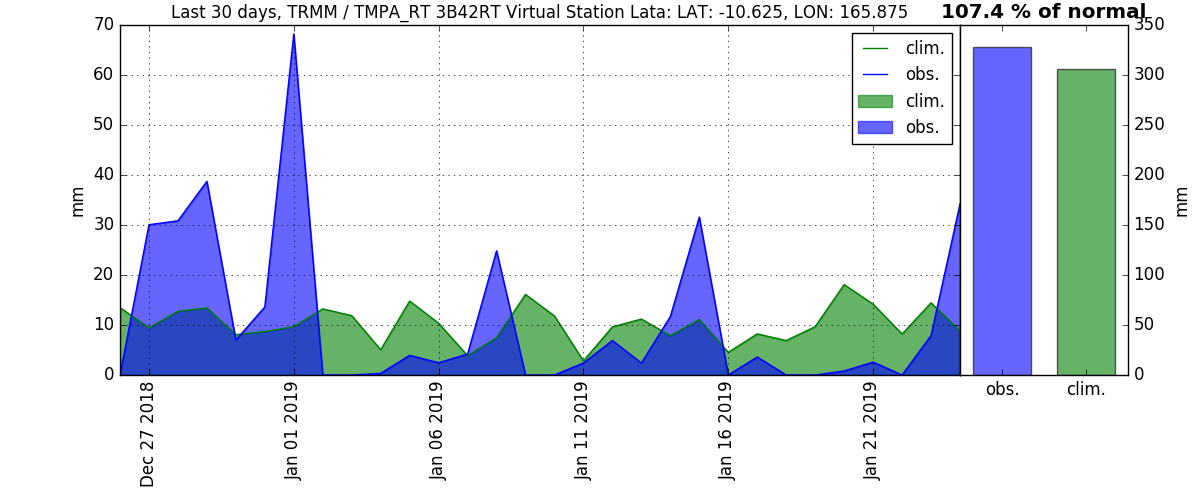 Last 30 days, TRMM / TMPA_RT 3B42RT Virtual Station Lata: LAT: -10.625, LON: 165.875
107.4 % of normal
70
60
50
40
30
20
10
0
mm
clim.
obs.
clim.
obs.
Dec 27 2018
Jan 01 2019
Jan 06 2019
Jan 11 2019
Jan 16 2019
Jan 21 2019
350
300
250
200
150
100
50
0
mm
obs.
clim.